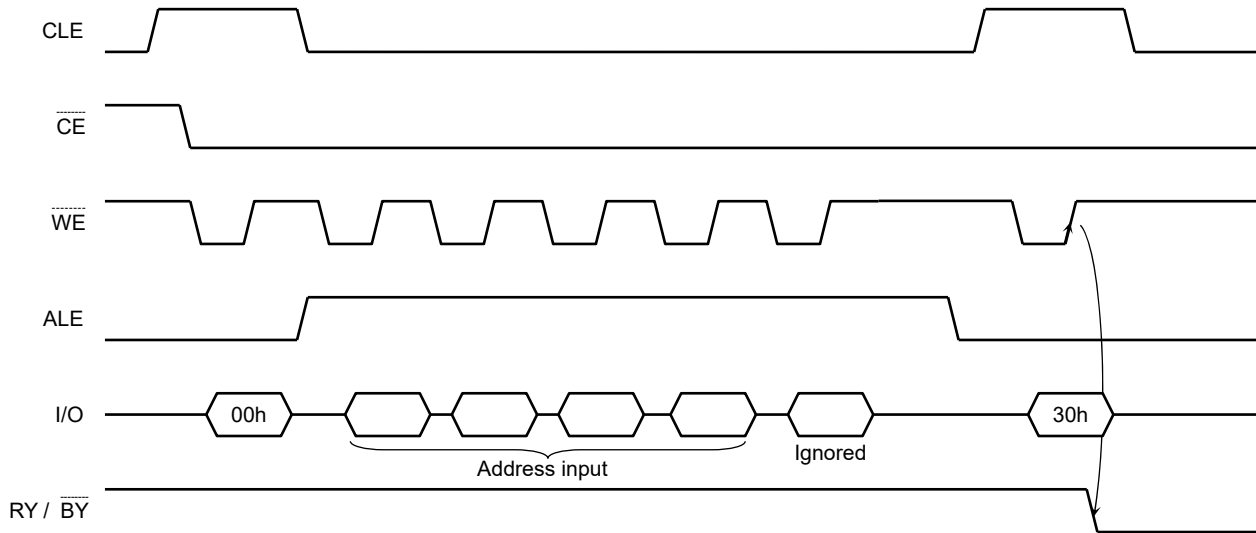 CLE
CE
WE
ALE
I/O 00h 30h
Ignored
Address input
RY / BY